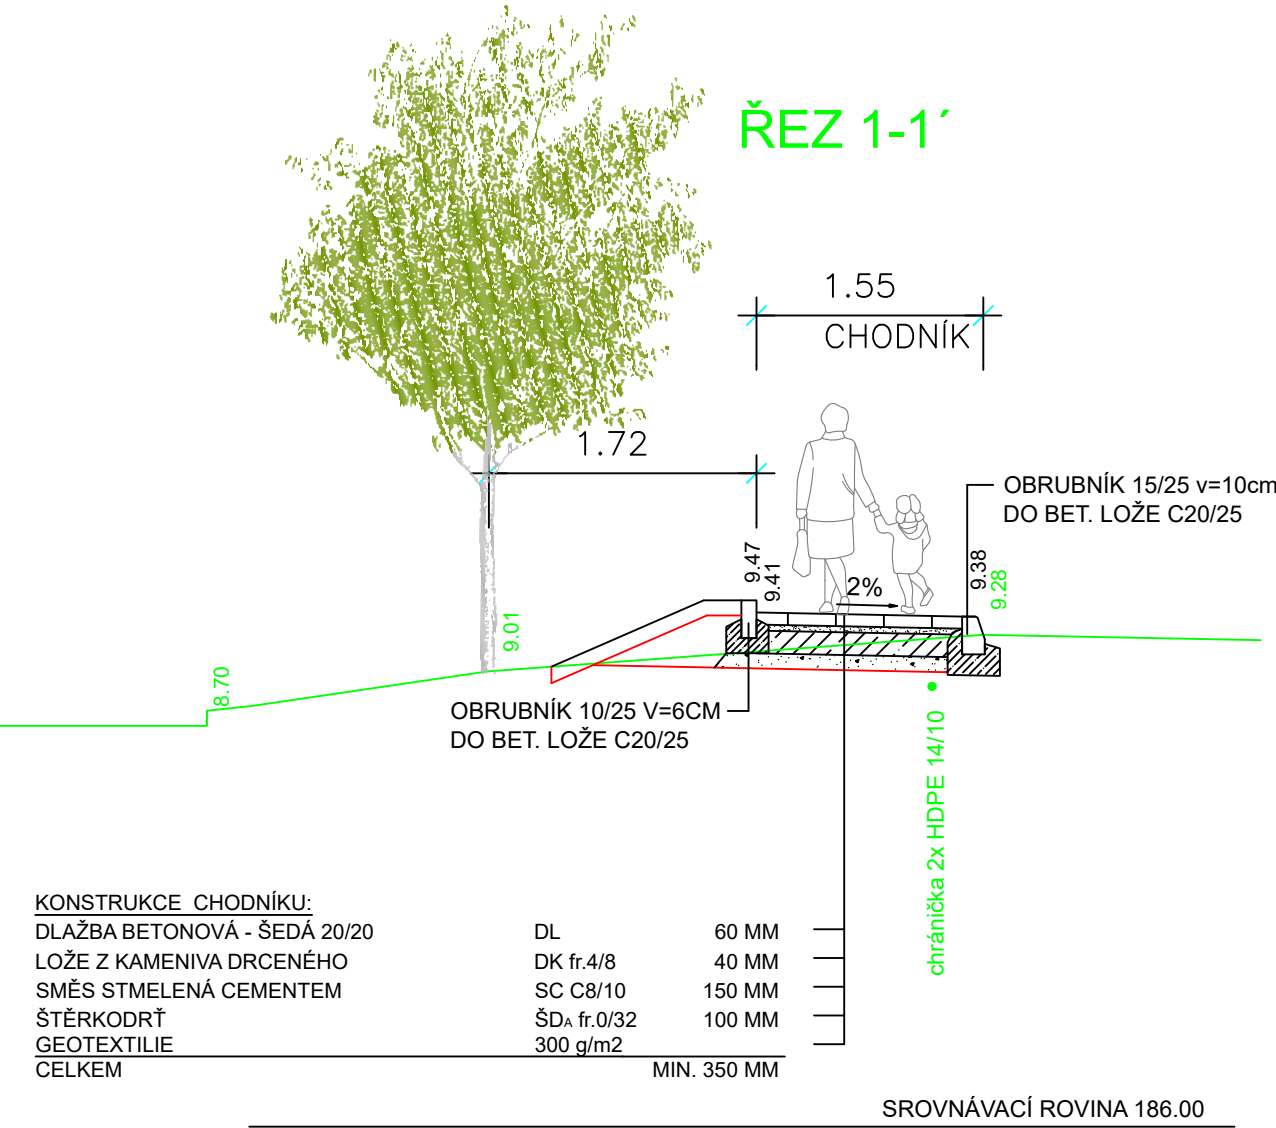 ŘEZ 1-1´
1.55
CHODNÍK
1.72
OBRUBNÍK 15/25 v=10cm
DO BET. LOŽE C20/25
9.47
9.41
2%
9.38
9.28
9.01
8.70
OBRUBNÍK 10/25 V=6CM
DO BET. LOŽE C20/25
chránička 2x HDPE 14/10
KONSTRUKCE CHODNÍKU:
DLAŽBA BETONOVÁ - ŠEDÁ 20/20 DL 60 MM
LOŽE Z KAMENIVA DRCENÉHO DK fr.4/8 40 MM
SMĚS STMELENÁ CEMENTEM SC C8/10 150 MM
ŠTĚRKODRŤ ŠDA fr.0/32 100 MM
GEOTEXTILIE 300 g/m2
CELKEM MIN. 350 MM
SROVNÁVACÍ ROVINA 186.00